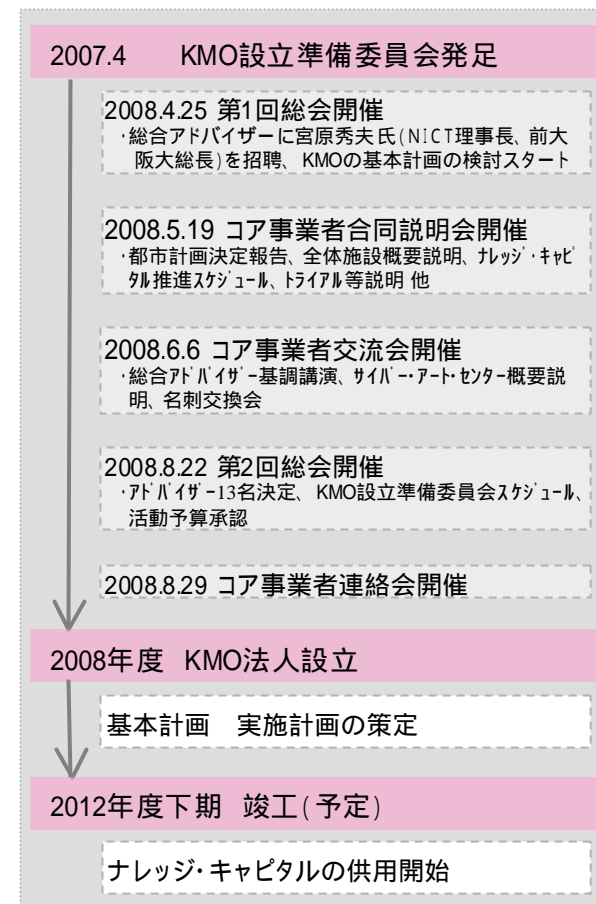 2007.4 KMO設立準備委員会発足
2008.4.25 第1回総会開催
・総合アドバイザーに宮原秀夫氏(NICT理事長、前大
阪大総長)を招聘、KMOの基本計画の検討スタート
2008.5.19 コア事業者合同説明会開催
・都市計画決定報告、全体施設概要説明、ﾅﾚｯｼﾞ・ｷｬﾋﾟ
ﾀﾙ推進ｽｹｼﾞｭｰﾙ、ﾄﾗｲｱﾙ等説明 他
2008.6.6 コア事業者交流会開催
・総合ｱﾄﾞﾊﾞｲｻﾞｰ基調講演、ｻｲﾊﾞｰ・ｱｰﾄ・ｾﾝﾀｰ概要説
明、名刺交換会
2008.8.22 第2回総会開催
・ｱﾄﾞﾊﾞｲｻﾞｰ13名決定、KMO設立準備委員会ｽｹｼﾞｭｰﾙ、
活動予算承認
2008.8.29 コア事業者連絡会開催
2008年度 KMO法人設立
基本計画 実施計画の策定
2012年度下期 竣工(予定)
ナレッジ・キャピタルの供用開始